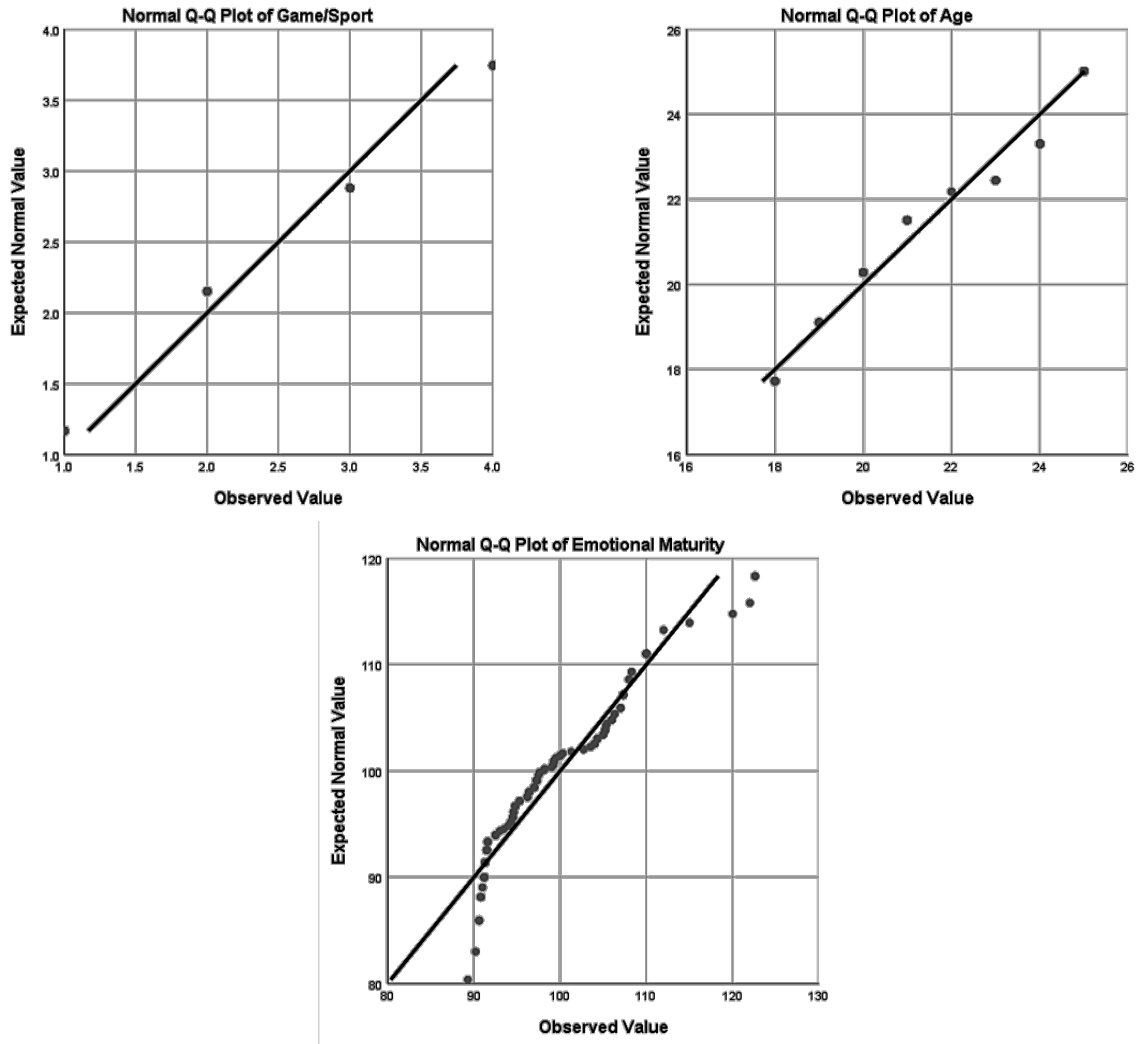 Normal Q-Q Plot of Game/Sport
4.0
3.5
3.0
2.5
2.0
1.5
1.0
1.0 1.5 2.0 2.5 3.0 3.5 4.0
Expected Normal Value
Observed Value
Normal Q-Q Plot of Age
26
24
22
20
18
16
16 18 20 22 24 26
Expected Normal Value
Observed Value
Normal Q-Q Plot of Emotional Maturity
120
110
100
90
80
80 90 100 110 120 130
Expected Normal Value
Observed Value